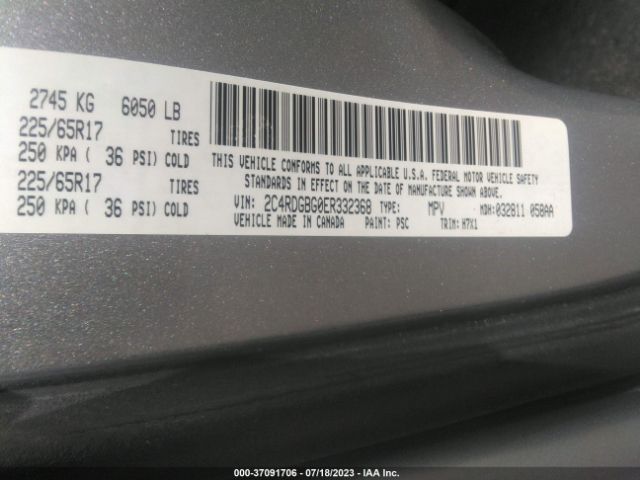 2745 KG 6050 LB
225/65R17 TIRES
250 KPA ( 36 PSI) COLD
225/65R17 TIRES
250 KPA ( 36 PSI) COLD
THIS VEHICLE CONFORMS TO ALL APPLICABLE U.S.A. FEDERAL MOTOR VEHICLE SAFETY
STANDARDS IN EFFECT ON THE DATE OF MANUFACTURE SHOWN ABOVE.
VIN: 2C4RDGBG0ER332368 TYPE: MPV MDH: 032811 058AA
VEHICLE MADE IN CANADA PAINT: PSC TRIM: H7X1
000-37091706 / 07/18/2023 / IAA Inc.